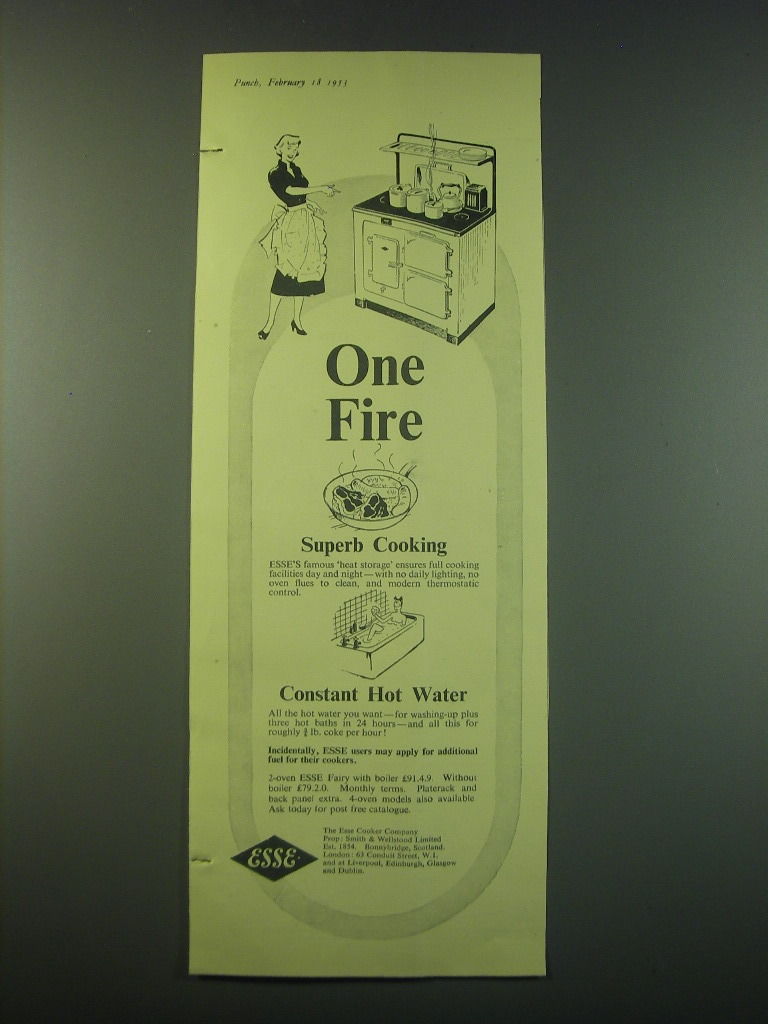 Punch, February 18 1953
One
Fire
Superb Cooking
ESSE'S famous 'heat storage' ensures full cooking
facilities day and night—with no daily lighting, no
oven flues to clean, and modern thermostatic
control.
Constant Hot Water
All the hot water you want—for washing-up plus
three hot baths in 24 hours—and all this for
roughly ¾ lb. coke per hour!
Incidentally, ESSE users may apply for additional
fuel for their cookers.
2-oven ESSE Fairy with boiler £91.4.9. Without
boiler £79.2.0. Monthly terms. Platerack and
back panel extra. 4-oven models also available
Ask today for post free catalogue.
The Esse Cooker Company
Prop: Smith & Wellstood Limited
Est. 1854. Bonnybridge, Scotland.
London: 63 Conduit Street, W.1.
and at Liverpool, Edinburgh, Glasgow
and Dublin.
ESSE